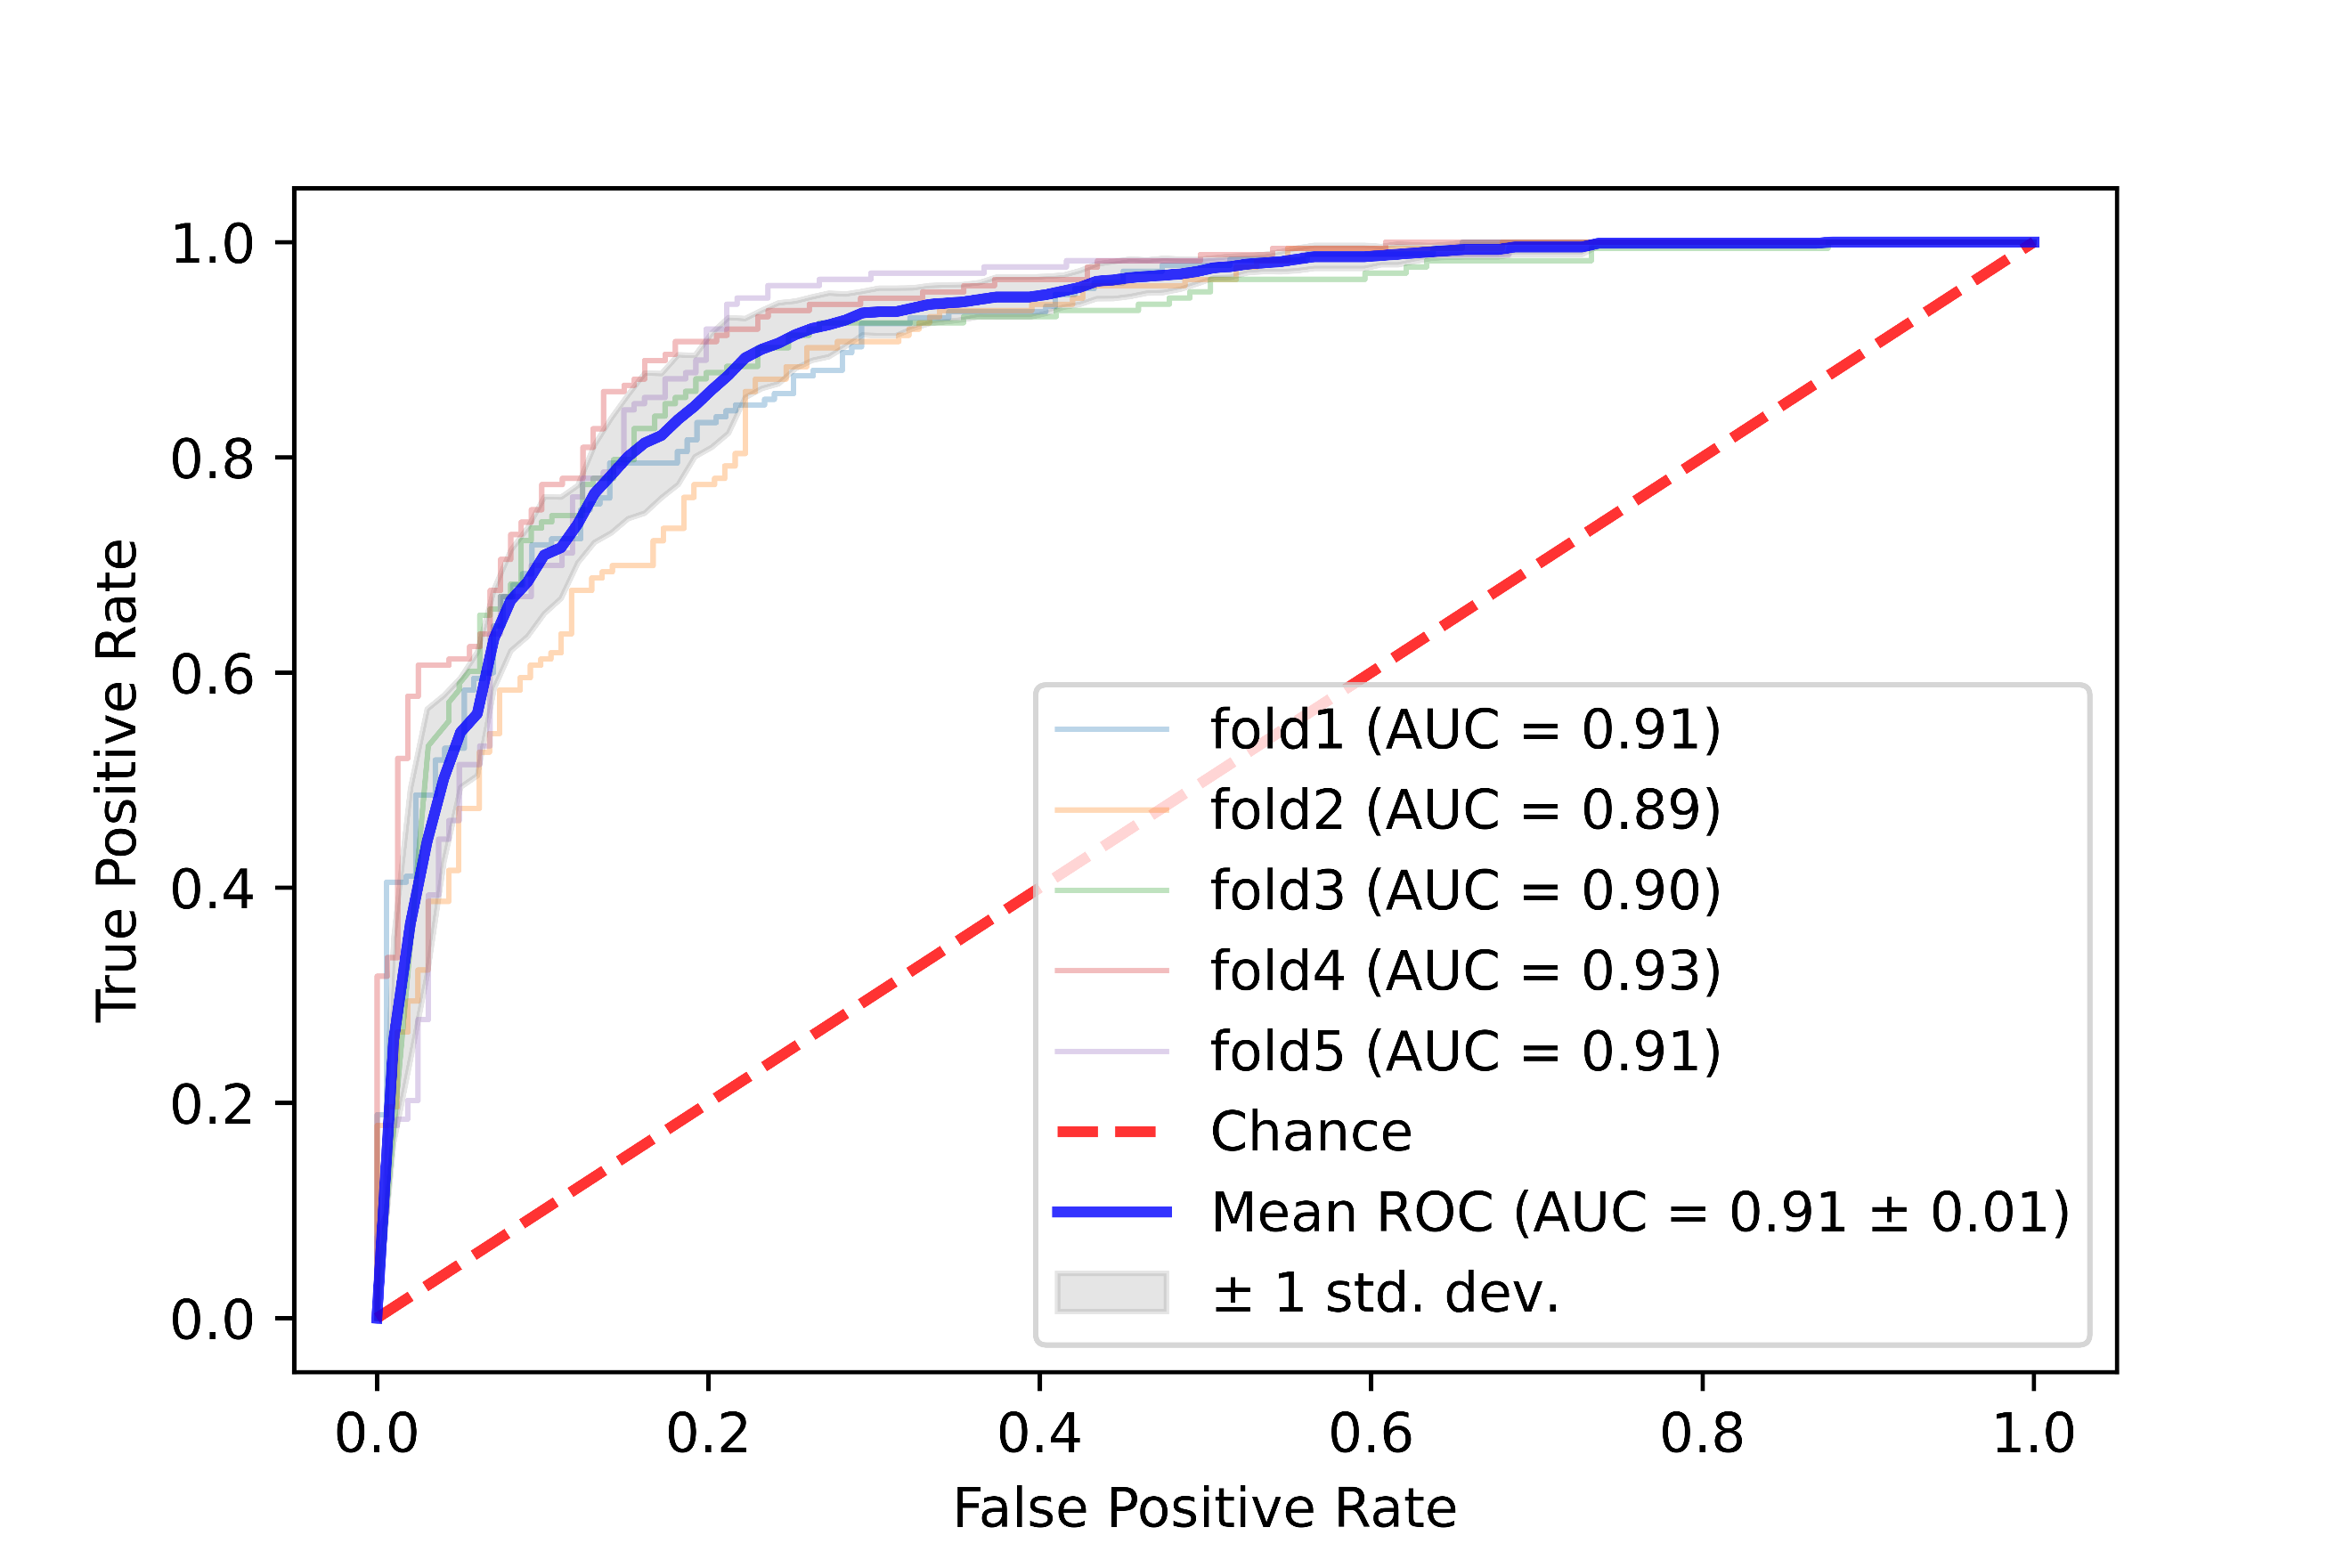 1.0
0.8
0.6
0.4
0.2
0.0
True Positive Rate
fold1 (AUC = 0.91)
fold2 (AUC = 0.89)
fold3 (AUC = 0.90)
fold4 (AUC = 0.93)
fold5 (AUC = 0.91)
Chance
Mean ROC (AUC = 0.91 ± 0.01)
± 1 std. dev.
0.0 0.2 0.4 0.6 0.8 1.0
False Positive Rate